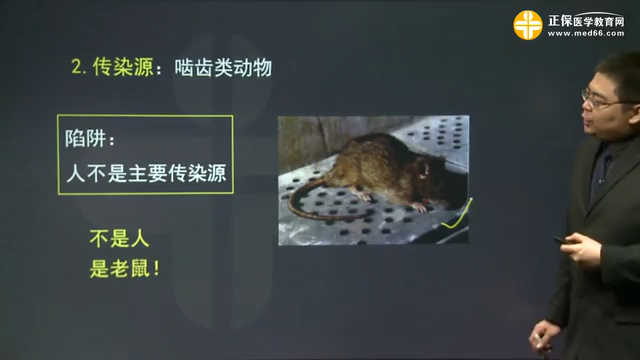 正保医学教育网
www.med66.com
2. 传染源：啮齿类动物
陷阱：
人不是主要传染源
不是人
是老鼠！